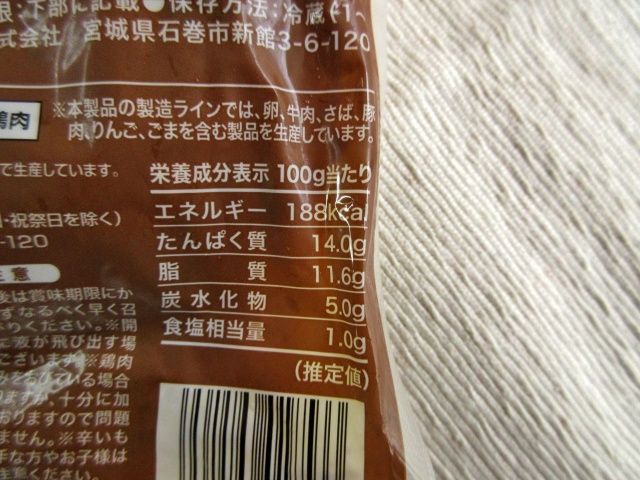 限:下部に記載●保存方法:冷蔵
式会社 宮城県石巻市新館3-6-120
鶏肉
※本製品の製造ラインでは、卵、牛肉、さば、豚
肉、りんご、ごまを含む製品を生産しています。
で生産しています。
・祝祭日を除く)
-120
注意
後は賞味期限にか
ずなるべく早く召
がりください。※開
に液が飛び出す場
ございます。※鶏肉
場合
ますが、十分に加
おりますので問題
ません。※辛いも
手な方やお子様は
注意ください。
栄養成分表示 100g当たり
エネルギー 188kcal
たんぱく質 14.0g
脂質 11.6g
炭水化物 5.0g
食塩相当量 1.0g
(推定値)